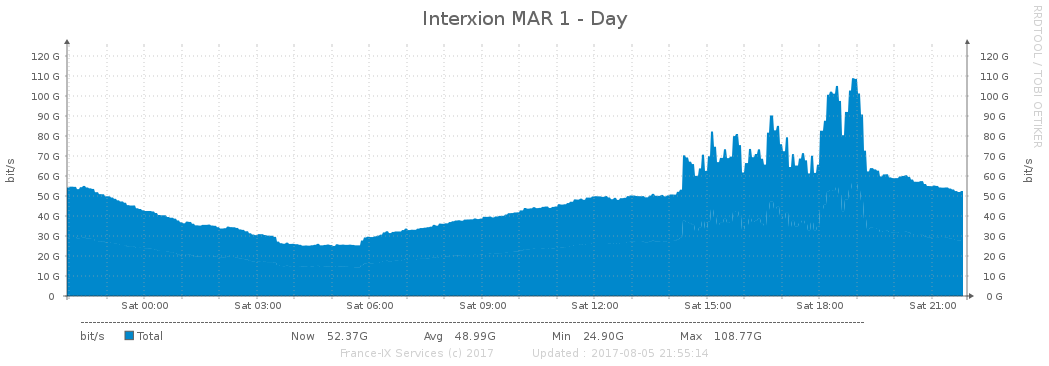 Interxion MAR 1 - Day
RRDTOOL / TOBI OETIKER
bit/s
120 G 120 G
110 G 110 G
100 G 100 G
90 G 90 G
80 G 80 G
70 G 70 G
60 G 60 G
50 G 50 G
40 G 40 G
30 G 30 G
20 G 20 G
10 G 10 G
0 0 G
bit/s
Sat 00:00 Sat 03:00 Sat 06:00 Sat 09:00 Sat 12:00 Sat 15:00 Sat 18:00 Sat 21:00
bit/s Total Now 52.37G Avg 48.99G Min 24.90G Max 108.77G
France-IX Services (c) 2017 Updated : 2017-08-05 21:55:14